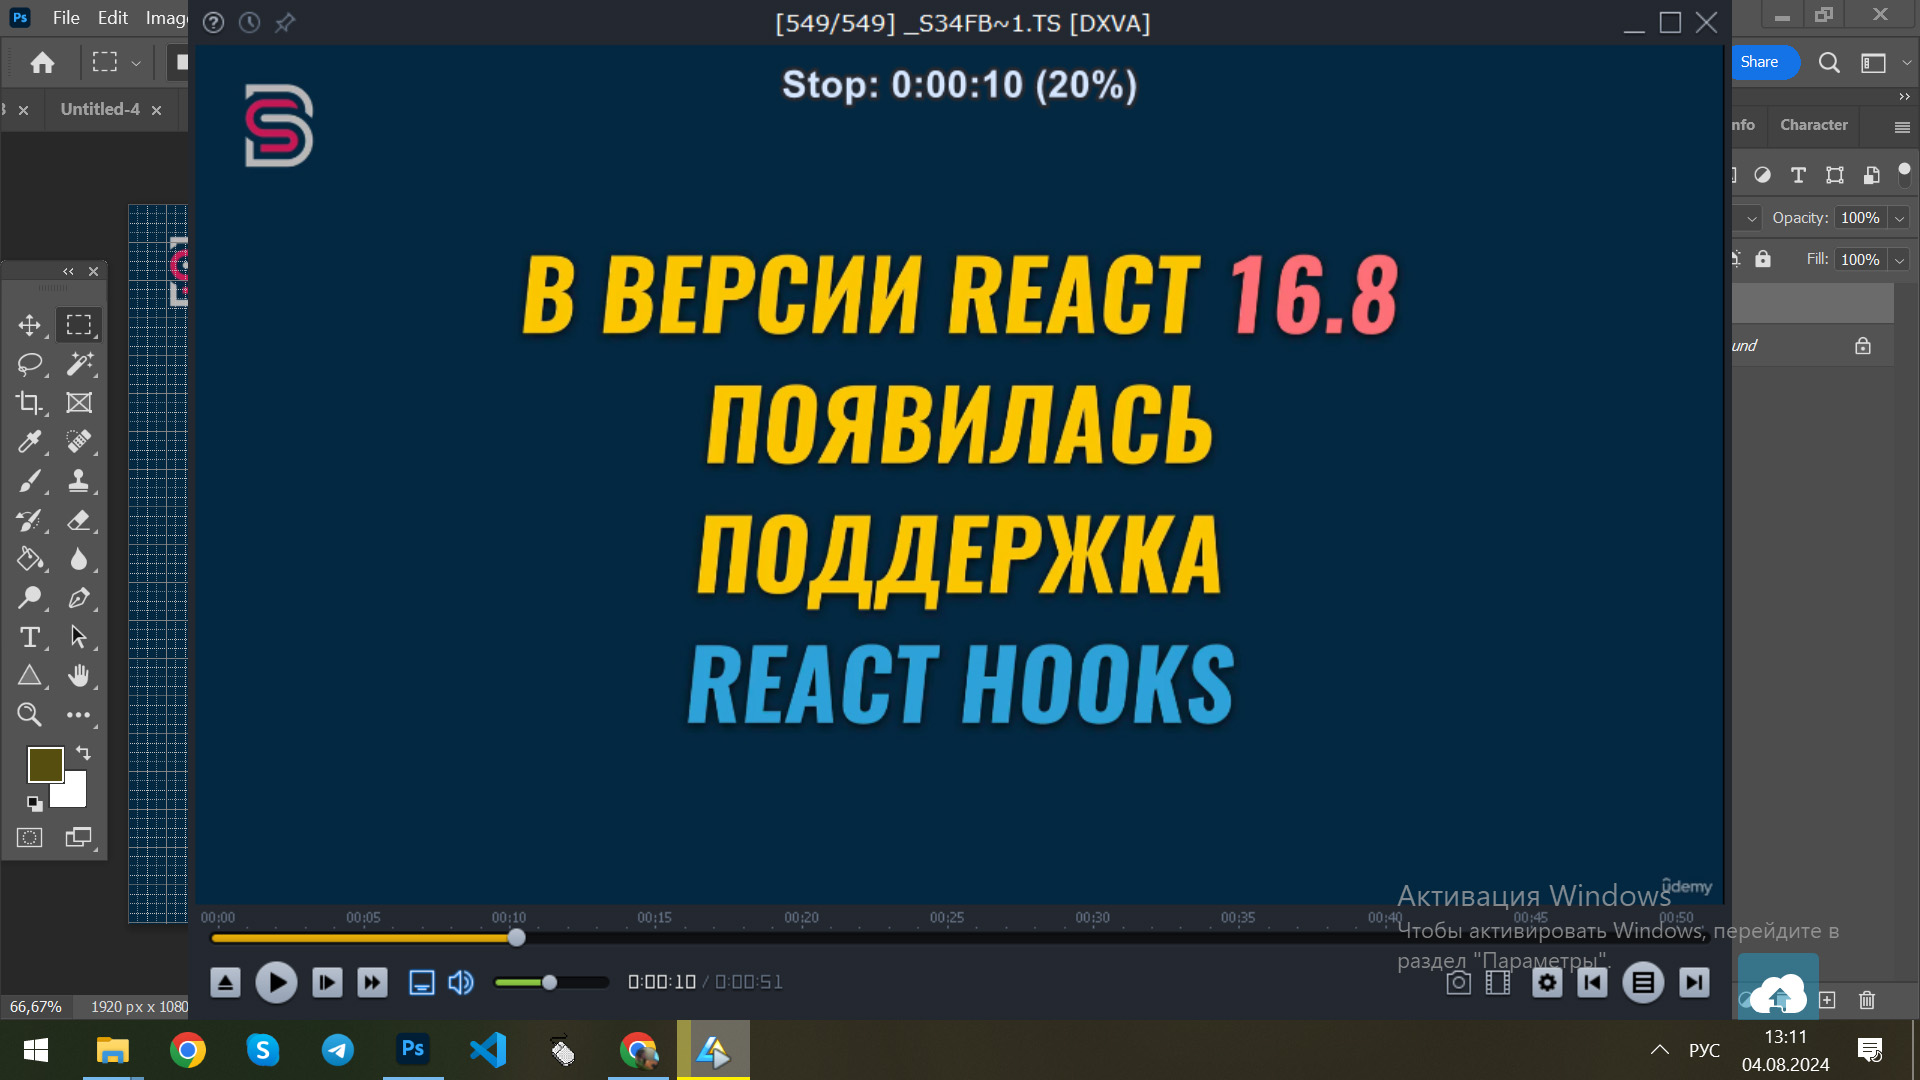 Ps File Edit Imag
[549/549] _S34FB~1.TS [DXVA]
Share
Untitled-4
Stop: 0:00:10 (20%)
nfo Character
Opacity: 100%
Fill: 100%
und
В ВЕРСИИ REACT 16.8
ПОЯВИЛАСЬ
ПОДДЕРЖКА
REACT HOOKS
ûdemy
Активация Windows
Чтобы активировать Windows, перейдите в
раздел "Параметры".
00:00 00:05 00:10 00:15 00:20 00:25 00:30 00:35 00:40 00:45 00:50
0:00:10 / 0:00:51
66,67% 1920 px x 1080
Ps
РУС
13:11
04.08.2024